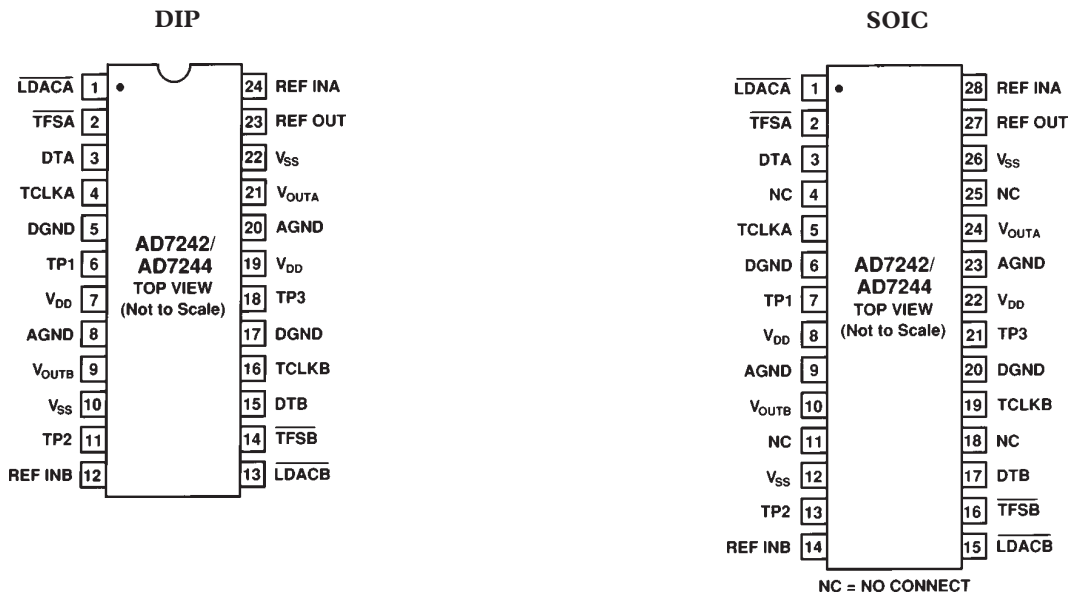 DIP
LDACA 1
TFSA 2
DTA 3
TCLKA 4
DGND 5
TP1 6
VDD 7
AGND 8
VOUTB 9
VSS 10
TP2 11
REF INB 12
AD7242/
AD7244
TOP VIEW
(Not to Scale)
24 REF INA
23 REF OUT
22 VSS
21 VOUTA
20 AGND
19 VDD
18 TP3
17 DGND
16 TCLKB
15 DTB
14 TFSB
13 LDACB
SOIC
LDACA 1
TFSA 2
DTA 3
NC 4
TCLKA 5
DGND 6
TP1 7
VDD 8
AGND 9
VOUTB 10
NC 11
VSS 12
TP2 13
REF INB 14
AD7242/
AD7244
TOP VIEW
(Not to Scale)
28 REF INA
27 REF OUT
26 VSS
25 NC
24 VOUTA
23 AGND
22 VDD
21 TP3
20 DGND
19 TCLKB
18 NC
17 DTB
16 TFSB
15 LDACB
NC = NO CONNECT